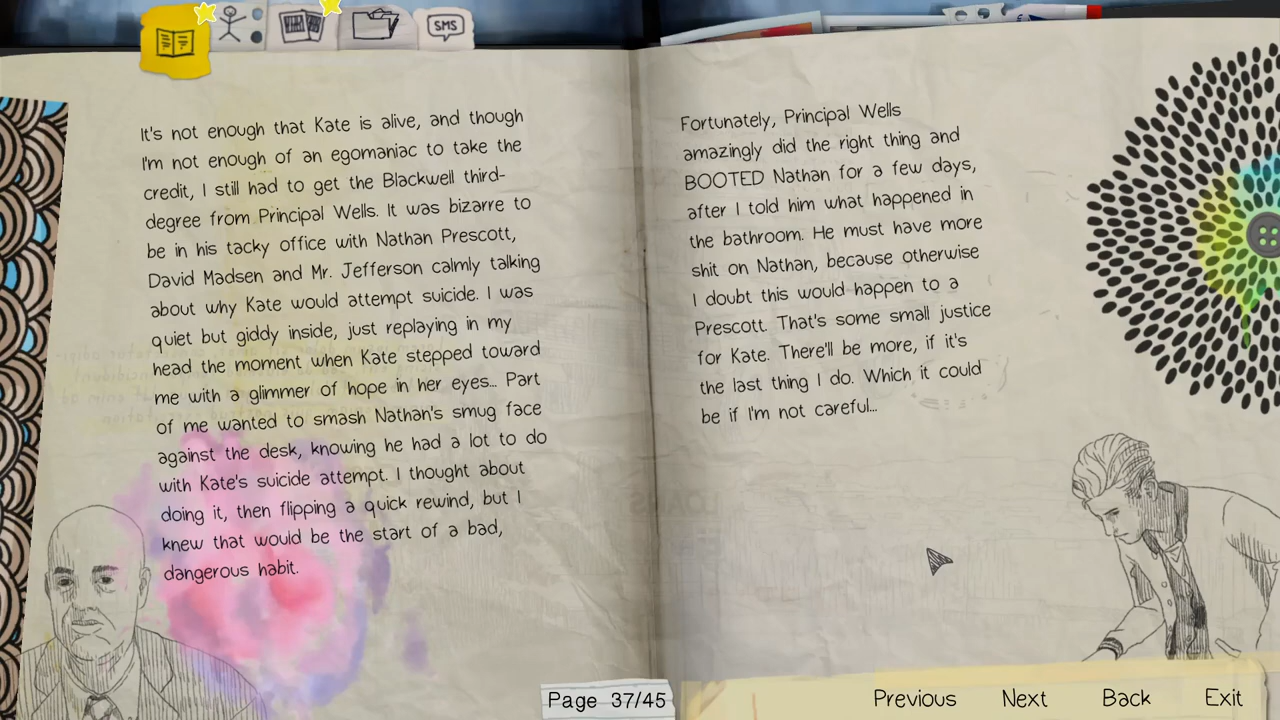 SMS
It's not enough that Kate is alive, and though
I'm not enough of an egomaniac to take the
credit, I still had to get the Blackwell third-
degree from Principal Wells. It was bizarre to
be in his tacky office with Nathan Prescott,
David Madsen and Mr. Jefferson calmly talking
about why Kate would attempt suicide. I was
quiet but giddy inside, just replaying in my
head the moment when Kate stepped toward
me with a glimmer of hope in her eyes... Part
of me wanted to smash Nathan's smug face
against the desk, knowing he had a lot to do
with Kate's suicide attempt. I thought about
doing it, then flipping a quick rewind, but I
knew that would be the start of a bad,
dangerous habit.
Fortunately, Principal Wells
amazingly did the right thing and
BOOTED Nathan for a few days,
after I told him what happened in
the bathroom. He must have more
shit on Nathan, because otherwise
I doubt this would happen to a
Prescott. That's some small justice
for Kate. There'll be more, if it's
the last thing I do. Which it could
be if I'm not careful...
Page 37/45
Previous Next Back Exit